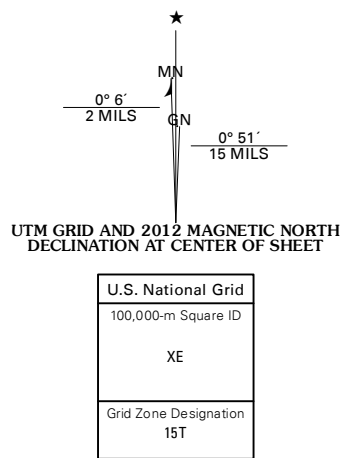 MN
0° 6´
2 MILS
GN
0° 51´
15 MILS
UTM GRID AND 2012 MAGNETIC NORTH
DECLINATION AT CENTER OF SHEET
U.S. National Grid
100,000-m Square ID
XE
Grid Zone Designation
15T